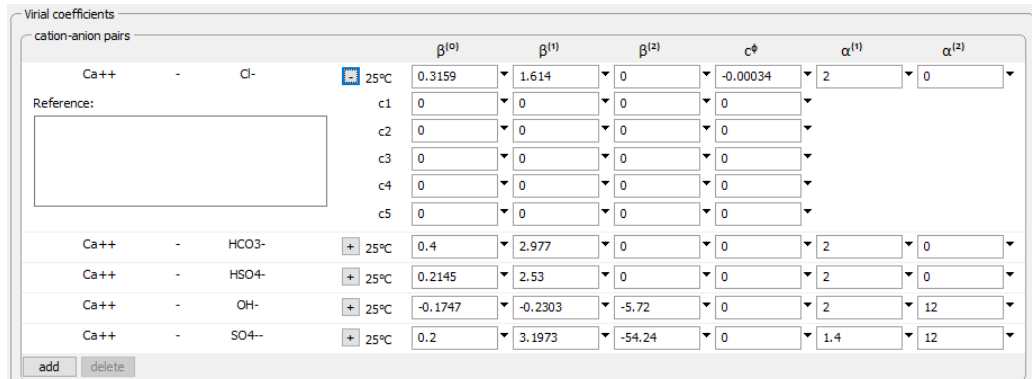 Virial coefficients
cation-anion pairs
β⁽⁰⁾ β⁽¹⁾ β⁽²⁾ cᶲ α⁽¹⁾ α⁽²⁾
Ca++ - Cl- - 25ºC 0.3159 1.614 0 -0.00034 2 0
Reference:
c1 0 0 0 0
c2 0 0 0 0
c3 0 0 0 0
c4 0 0 0 0
c5 0 0 0 0
Ca++ - HCO3- + 25ºC 0.4 2.977 0 0 2 0
Ca++ - HSO4- + 25ºC 0.2145 2.53 0 0 2 0
Ca++ - OH- + 25ºC -0.1747 -0.2303 -5.72 0 2 12
Ca++ - SO4-- + 25ºC 0.2 3.1973 -54.24 0 1.4 12
add delete